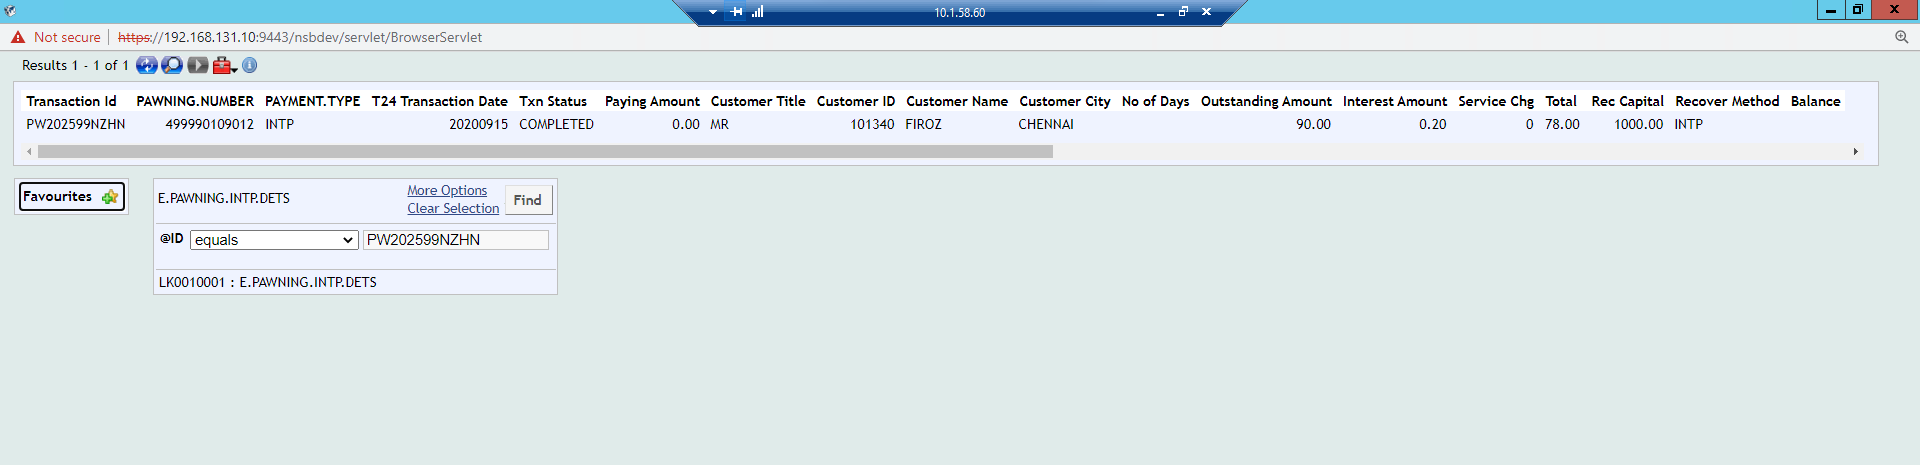 10.1.58.60
Not secure https://192.168.131.10:9443/nsbdev/servlet/BrowserServlet
Results 1 - 1 of 1
Transaction Id PAWNING.NUMBER PAYMENT.TYPE T24 Transaction Date Txn Status Paying Amount Customer Title Customer ID Customer Name Customer City No of Days Outstanding Amount Interest Amount Service Chg Total Rec Capital Recover Method Balance
PW202599NZHN 499990109012 INTP 20200915 COMPLETED 0.00 MR 101340 FIROZ CHENNAI 90.00 0.20 0 78.00 1000.00 INTP
Favourites
E.PAWNING.INTP.DETS
More Options
Clear Selection
Find
@ID equals PW202599NZHN
LK0010001 : E.PAWNING.INTP.DETS